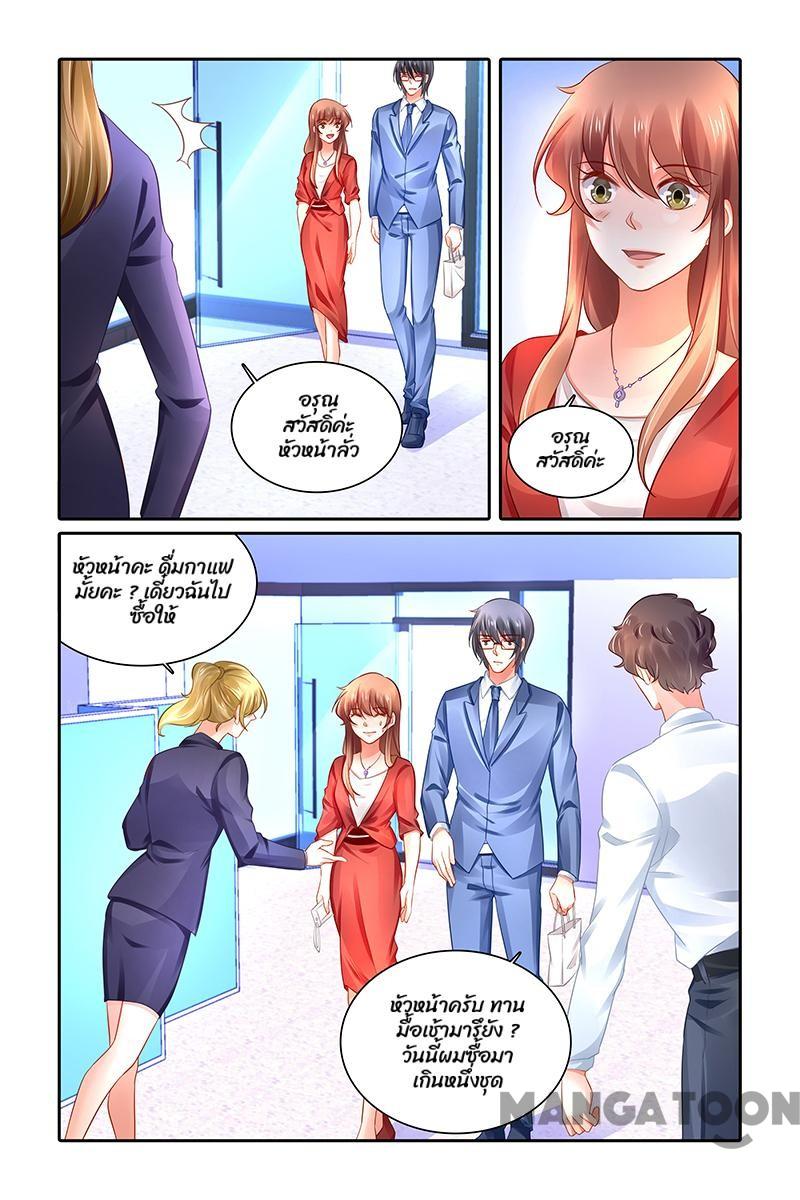 อรุณ
สวัสดิ์ค่ะ
หัวหน้าลั่ว
อรุณ
สวัสดิ์ค่ะ
หัวหน้าคะ ดื่มกาแฟ
มั้ยคะ ? เดี๋ยวฉันไป
ซื้อให้
หัวหน้าครับ ทาน
มื้อเช้ามารึยัง ?
วันนี้ผมซื้อมา
เกินหนึ่งชุด
MANGATOON